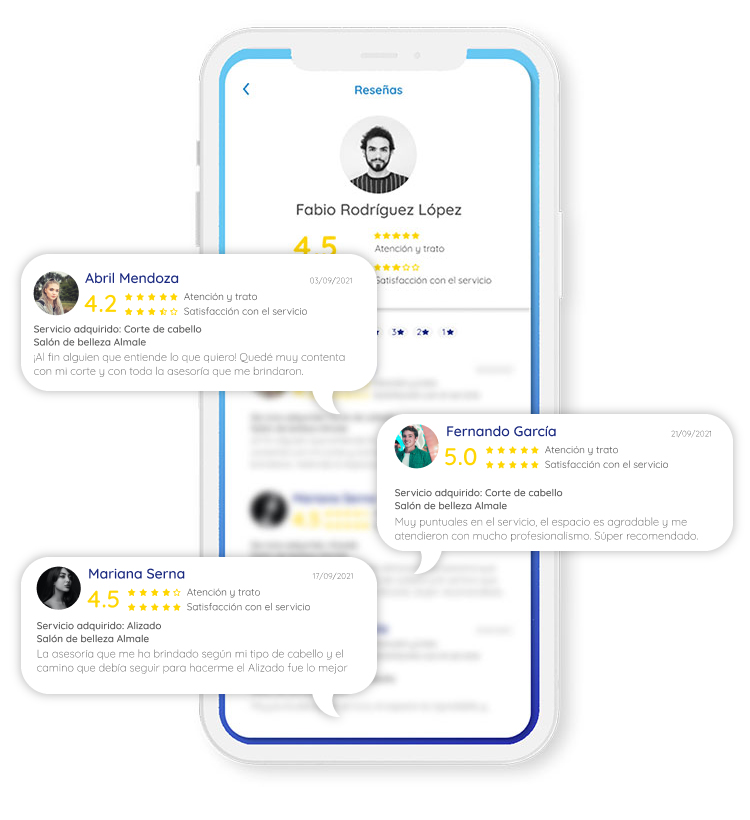 Reseñas
Fabio Rodríguez López
4.5
Atención y trato
Satisfacción con el servicio
3★ 2★ 1★
Abril Mendoza
03/09/2021
4.2
Atención y trato
Satisfacción con el servicio
Servicio adquirido: Corte de cabello
Salón de belleza Almale
¡Al fin alguien que entiende lo que quiero! Quedé muy contenta
con mi corte y con toda la asesoría que me brindaron.
Fernando García
21/09/2021
5.0
Atención y trato
Satisfacción con el servicio
Servicio adquirido: Corte de cabello
Salón de belleza Almale
Muy puntuales en el servicio, el espacio es agradable y me
atendieron con mucho profesionalismo. Súper recomendado.
Mariana Serna
17/09/2021
4.5
Atención y trato
Satisfacción con el servicio
Servicio adquirido: Alizado
Salón de belleza Almale
La asesoría que me ha brindado según mi tipo de cabello y el
camino que debía seguir para hacerme el Alizado fue lo mejor